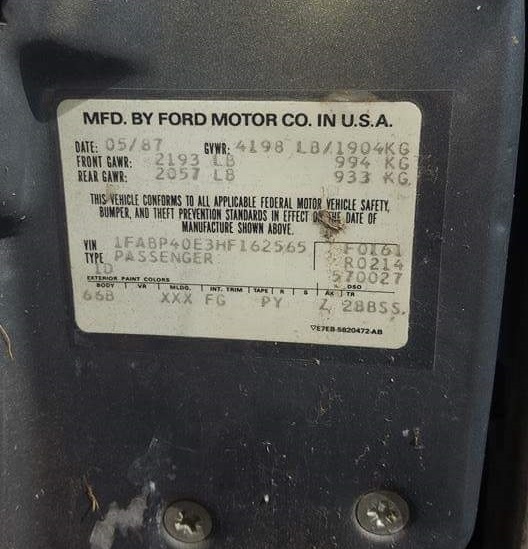 MFD. BY FORD MOTOR CO. IN U.S.A.
DATE: 05/87 GVWR: 4198 LB/1904KG
FRONT GAWR: 2193 LB 994 KG
REAR GAWR: 2057 LB 933 KG
THIS VEHICLE CONFORMS TO ALL APPLICABLE FEDERAL MOTOR VEHICLE SAFETY,
BUMPER, AND THEFT PREVENTION STANDARDS IN EFFECT ON THE DATE OF
MANUFACTURE SHOWN ABOVE.
VIN 1FABP40E3HF162565 F0161
TYPE PASSENGER R0214
1D 570027
EXTERIOR PAINT COLORS DSO
BODY VR MLDG. INT. TRIM TAPE R S AX TR
66B XXX FG PY Z 2BBSS.
E7EB-5820472-AB